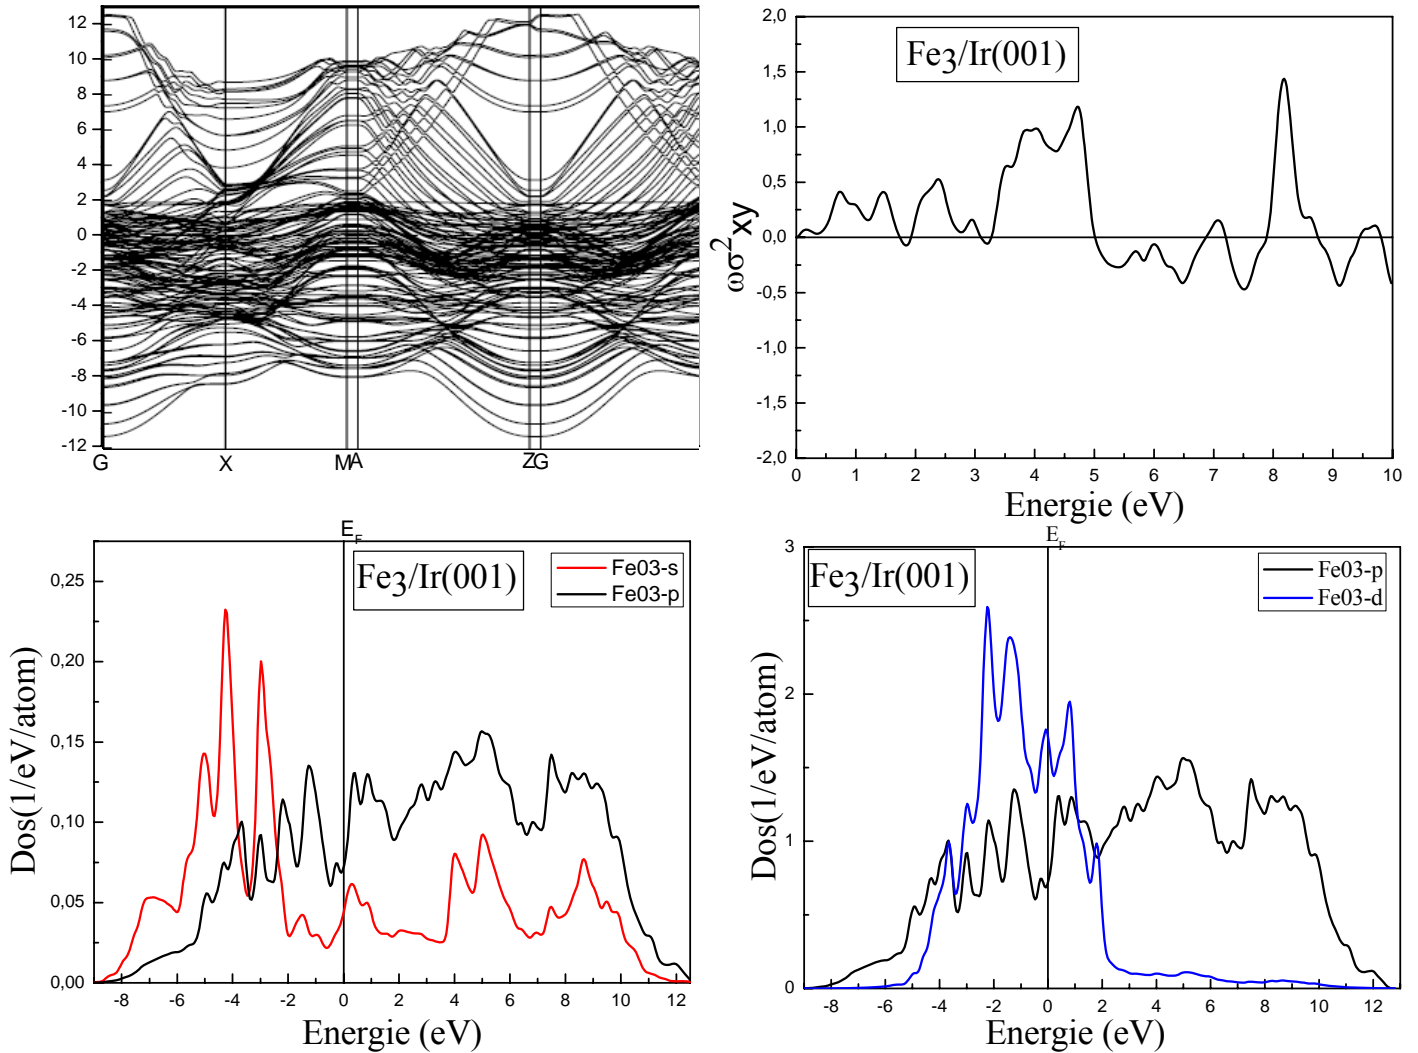 12
10
8
6
4
2
0
-2
-4
-6
-8
-10
-12
G X MA ZG
Fe3/Ir(001)
2,0
1,5
1,0
0,5
0,0
-0,5
-1,0
-1,5
-2,0
ωσ²xy
0 1 2 3 4 5 6 7 8 9 10
Energie (eV)
EF
Fe3/Ir(001)
Fe03-s
Fe03-p
0,25
0,20
0,15
0,10
0,05
0,00
Dos(1/eV/atom)
-8 -6 -4 -2 0 2 4 6 8 10 12
Energie (eV)
EF
Fe3/Ir(001)
Fe03-p
Fe03-d
3
2
1
0
Dos(1/eV/atom)
-8 -6 -4 -2 0 2 4 6 8 10 12
Energie (eV)